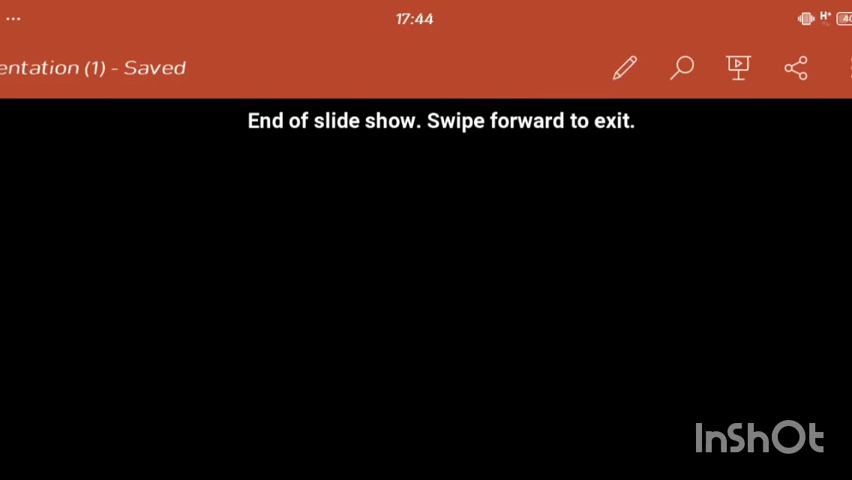 ...
17:44
H+
entation (1) - Saved
End of slide show. Swipe forward to exit.
InShOt